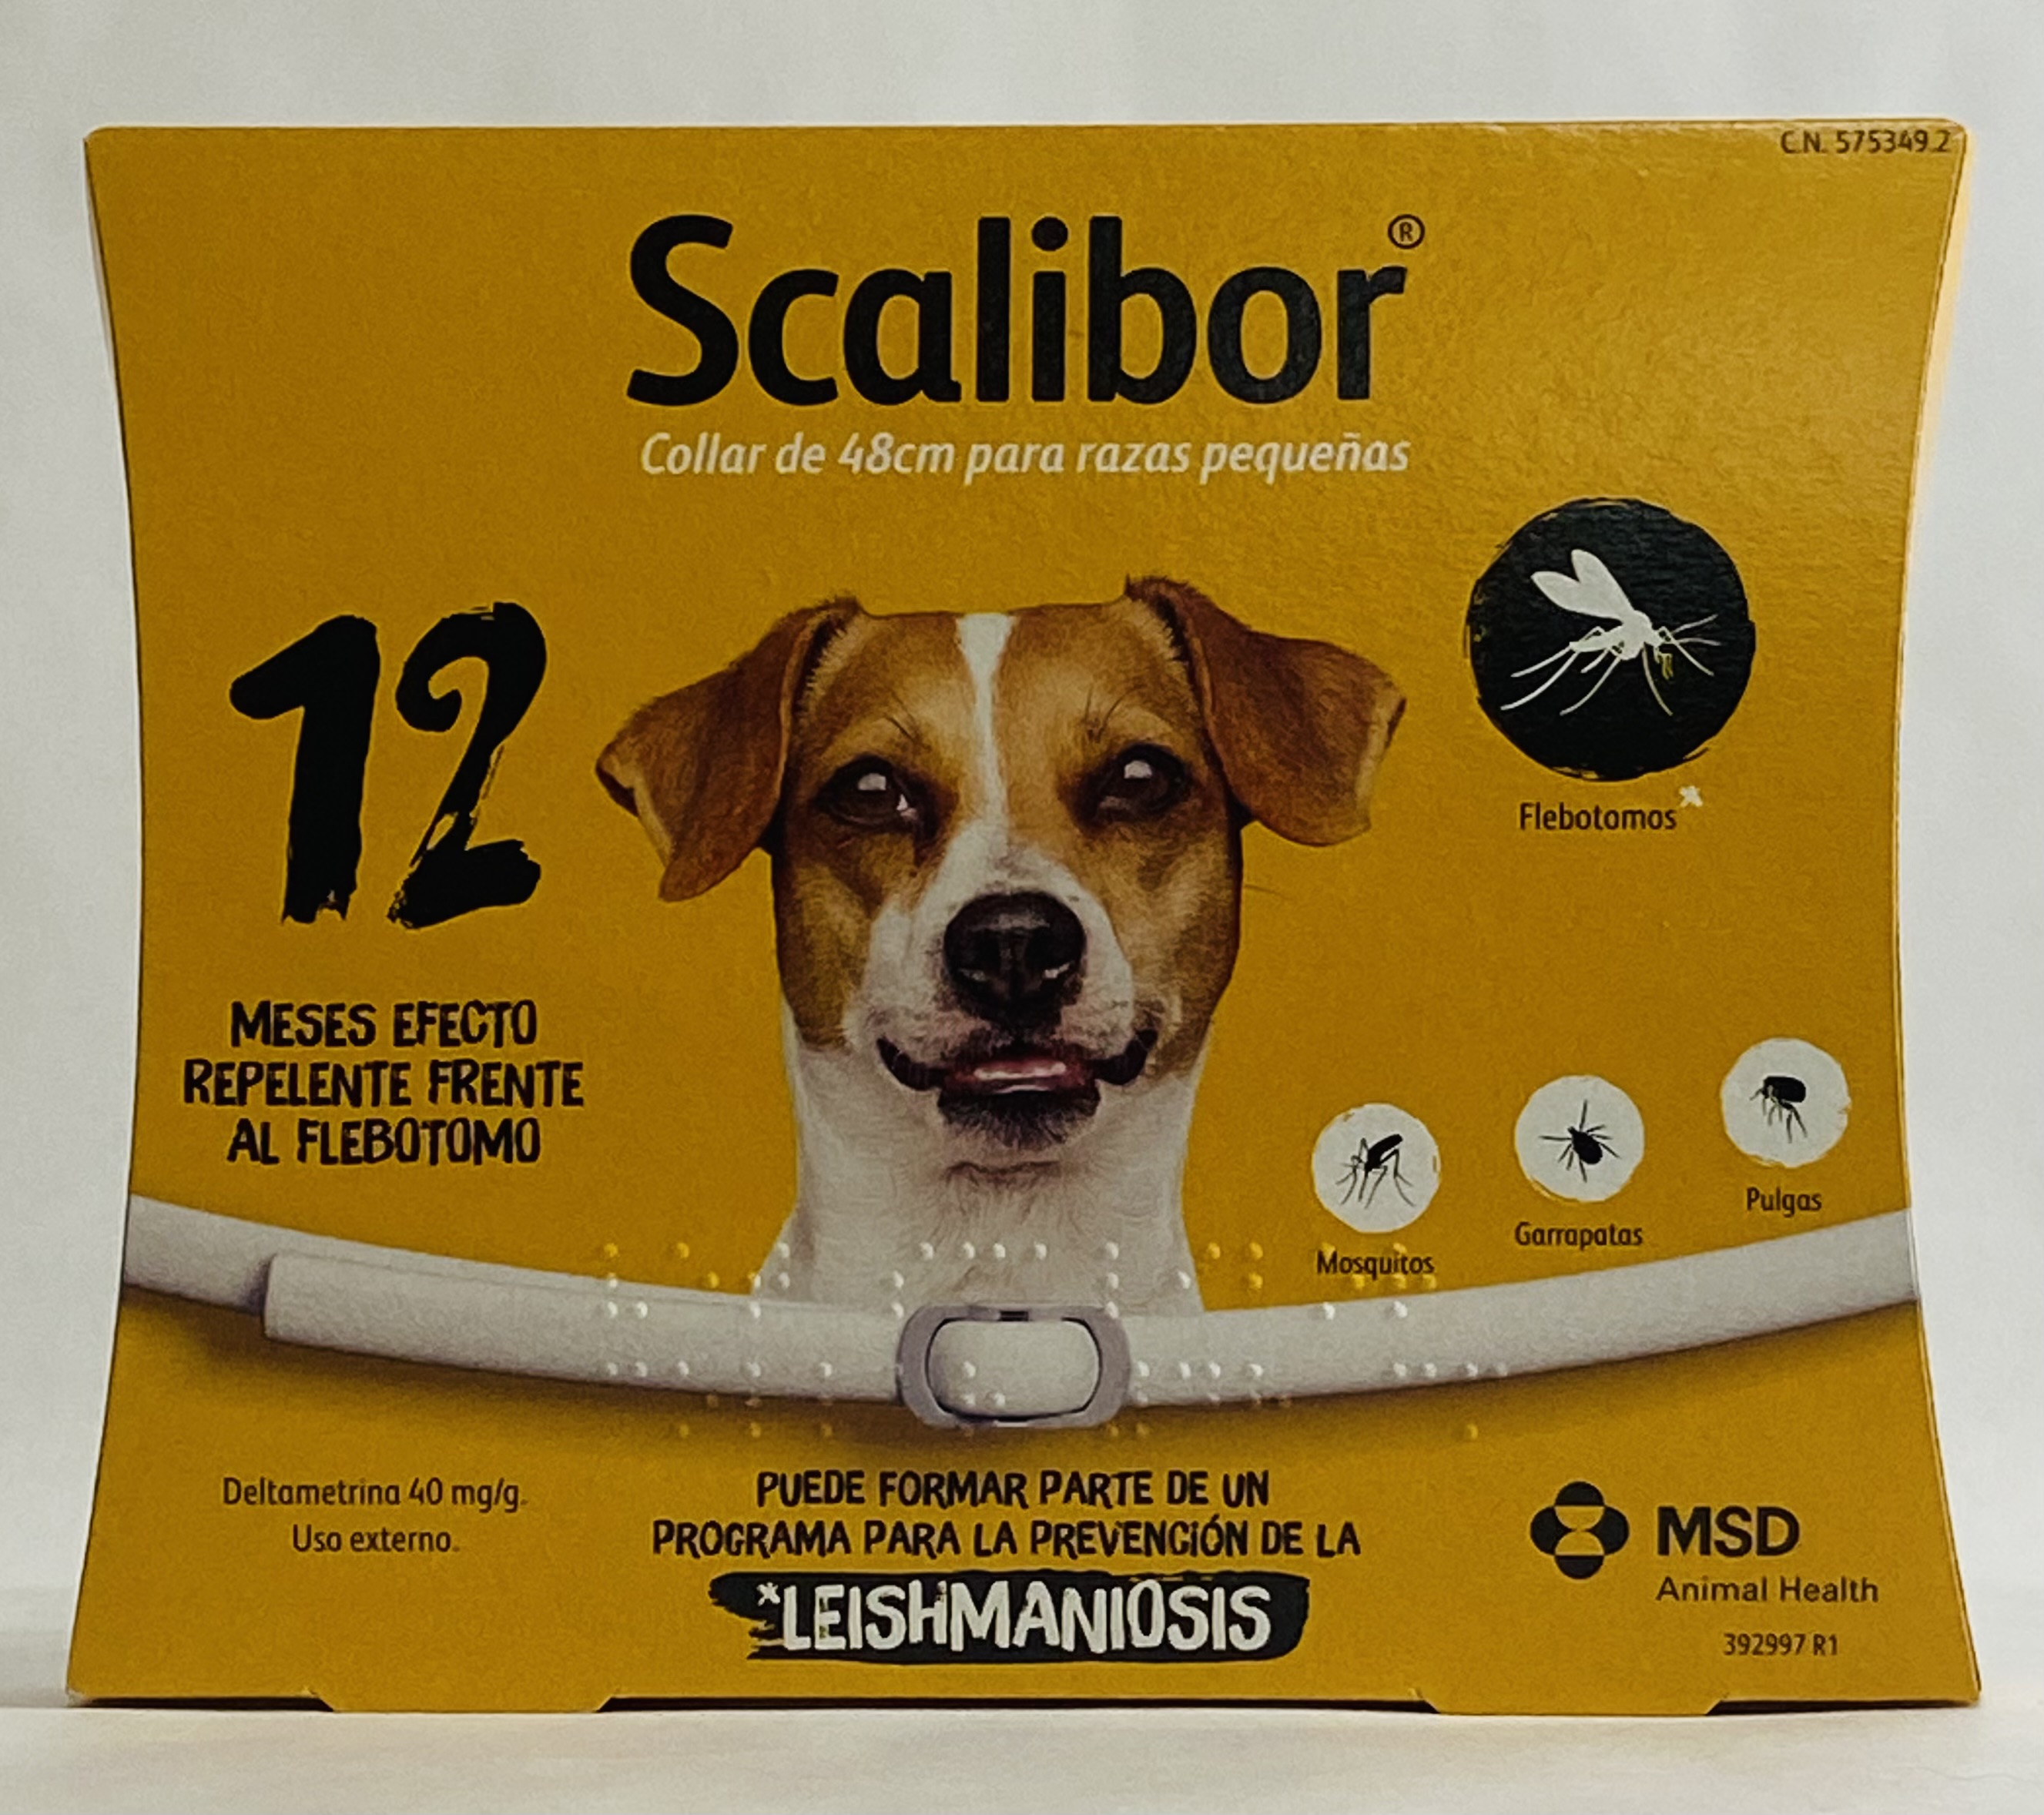 C.N. 575349.2
Scalibor®
Collar de 48cm para razas pequeñas
12
MESES EFECTO
REPELENTE FRENTE
AL FLEBOTOMO
Flebotomos*
Pulgas
Garrapatas
Mosquitos
Deltametrina 40 mg/g.
Uso externo.
PUEDE FORMAR PARTE DE UN
PROGRAMA PARA LA PREVENCIÓN DE LA
*LEISHMANIOSIS
MSD
Animal Health
392997 R1